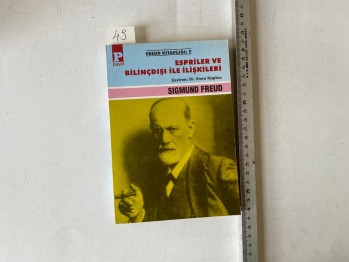 49
P
FREUD KİTAPLIĞI: 2
ESPRİLER VE
BİLİNÇDIŞI İLE İLİŞKİLERİ
Çeviren: Dr. Emre Kapkın
SIGMUND FREUD